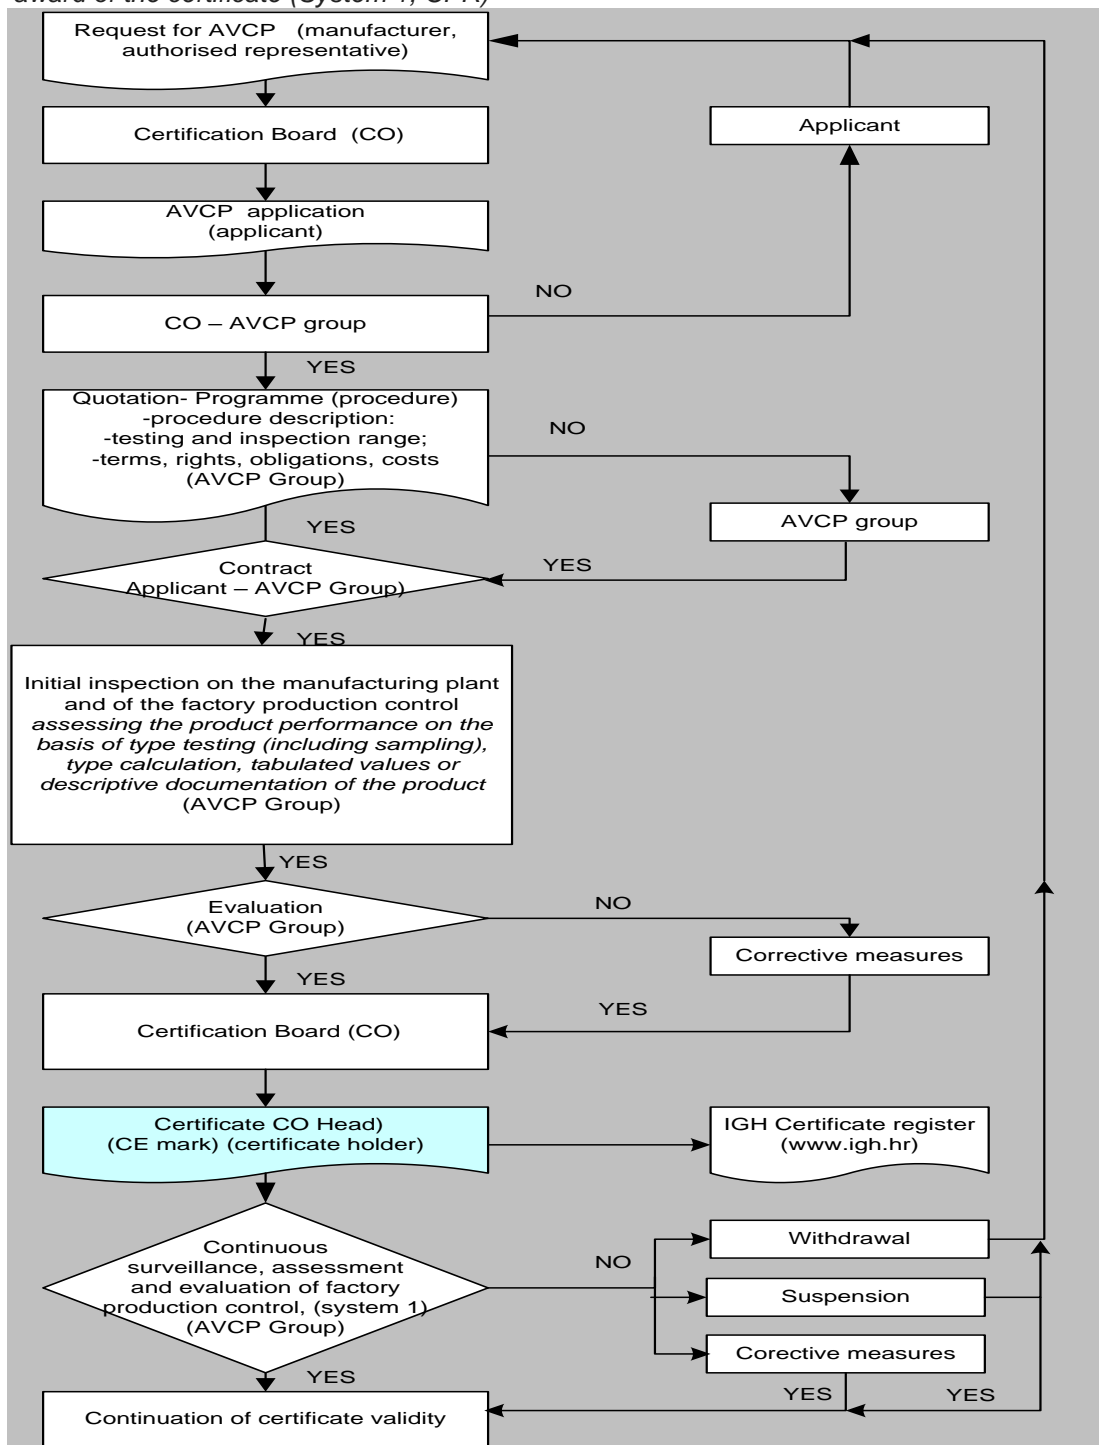 award of the certificate (System 1, CPR)
Request for AVCP (manufacturer,
authorised representative)
Certification Board (CO)
Applicant
AVCP application
(applicant)
NO
CO – AVCP group
YES
Quotation- Programme (procedure)
-procedure description:
-testing and inspection range;
-terms, rights, obligations, costs
(AVCP Group)
NO
AVCP group
YES
Contract
Applicant – AVCP Group)
YES
YES
Initial inspection on the manufacturing plant
and of the factory production control
assessing the product performance on the
basis of type testing (including sampling),
type calculation, tabulated values or
descriptive documentation of the product
(AVCP Group)
YES
Evaluation
(AVCP Group)
NO
Corrective measures
YES
YES
Certification Board (CO)
Certificate CO Head)
(CE mark) (certificate holder)
IGH Certificate register
(www.igh.hr)
Continuous
surveillance, assessment
and evaluation of factory
production control, (system 1)
(AVCP Group)
NO
Withdrawal
Suspension
Corective measures
YES
YES
YES
Continuation of certificate validity